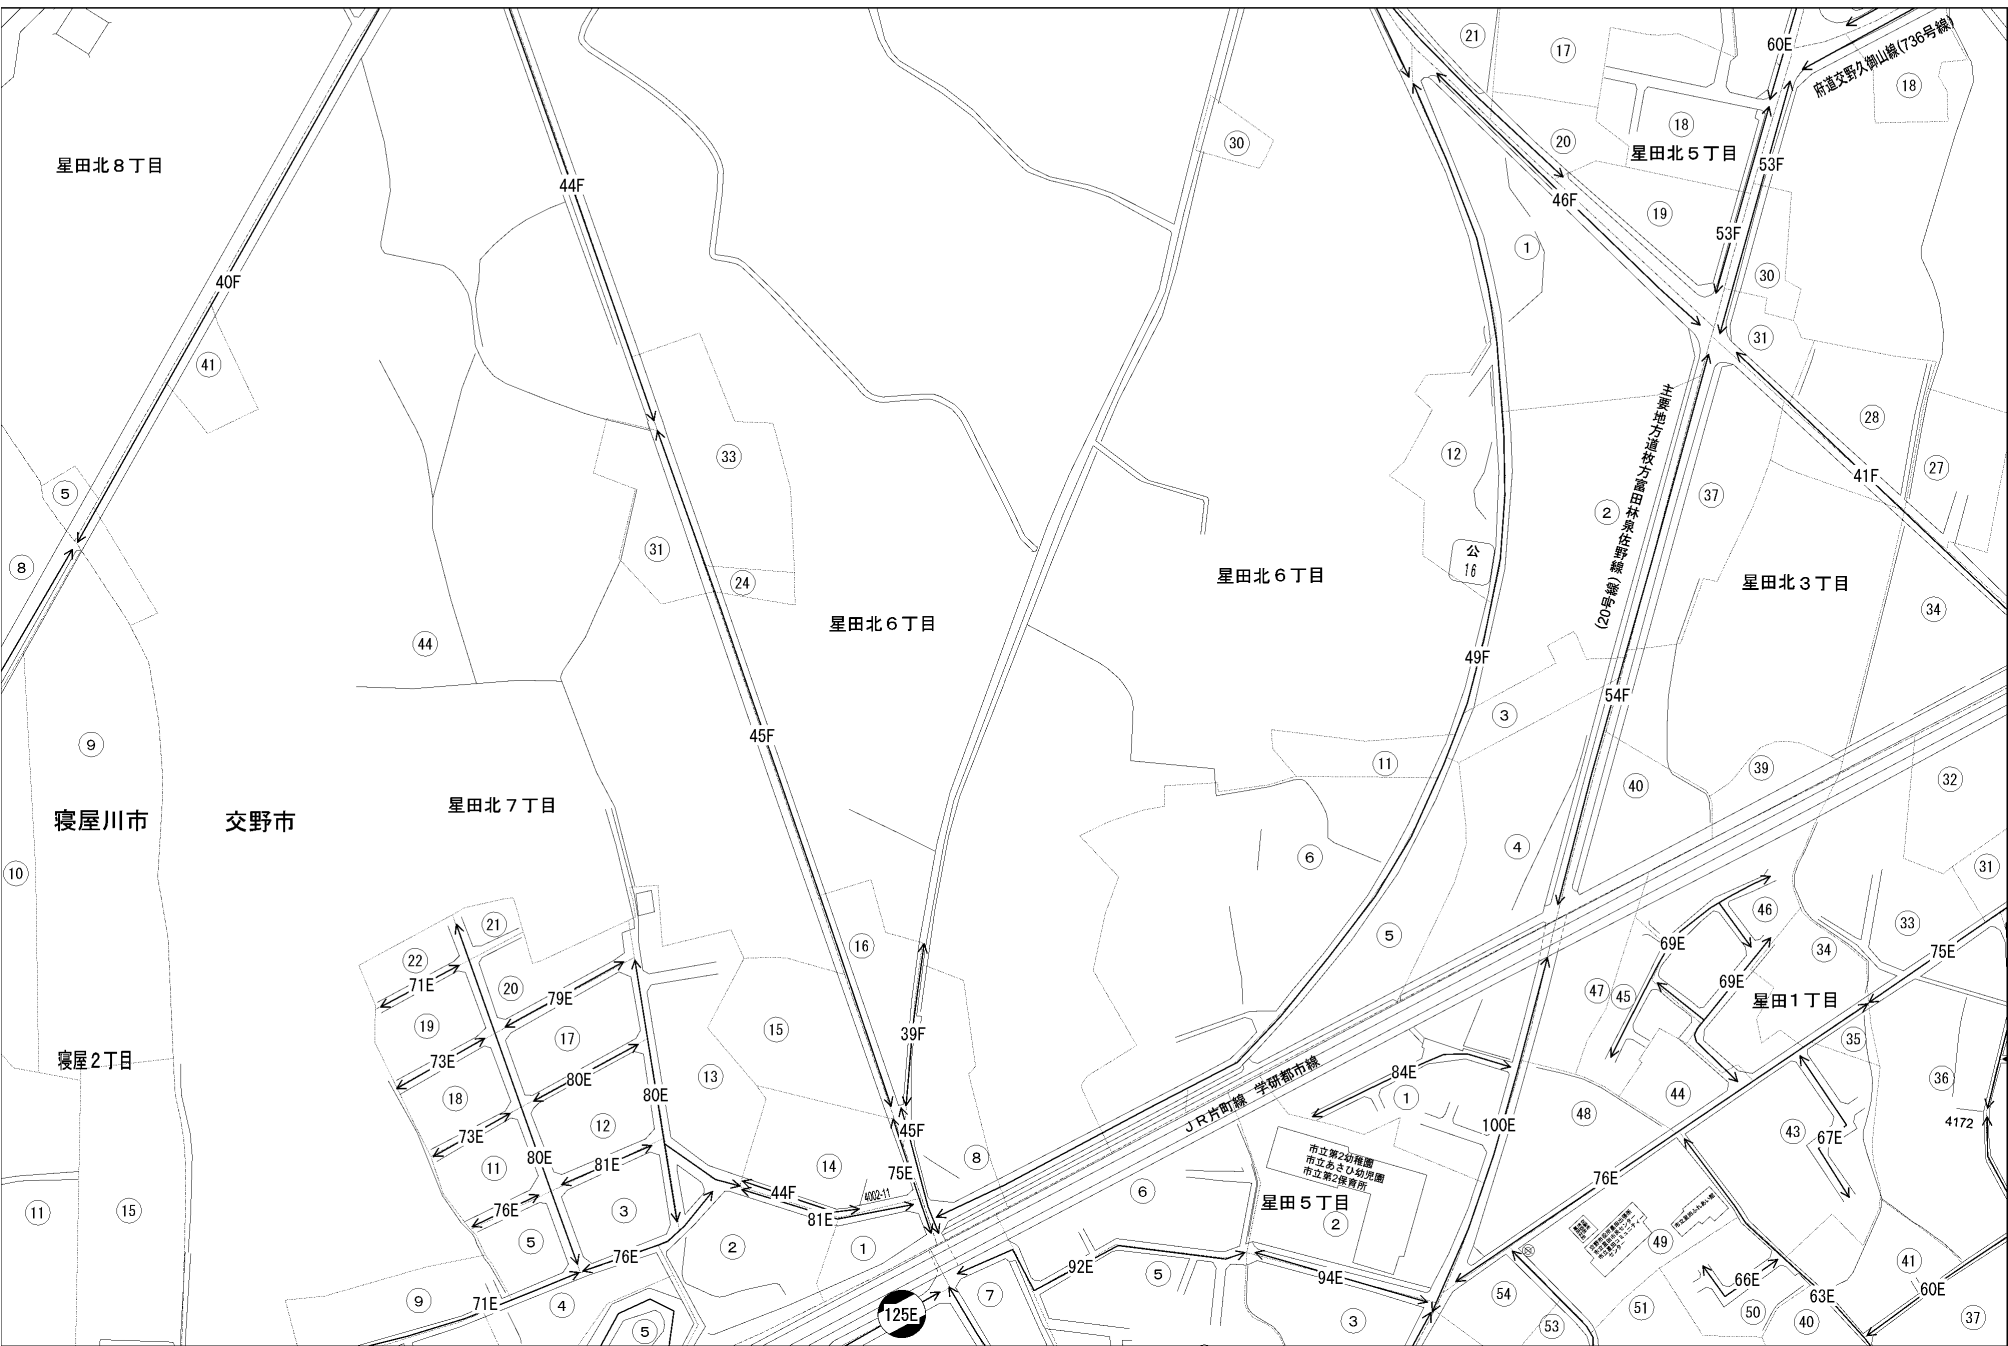 21
17
60E
府道交野久御山線(736号線)
18
18
30
20
星田北５丁目
星田北８丁目
53F
44F
46F
19
53F
①
30
40F
31
41
主要地方道枚方富田林泉佐野線
(20号線)
28
33
12
27
41F
37
5
②
31
公
16
8
24
星田北６丁目
星田北３丁目
星田北６丁目
34
44
49F
54F
3
45F
9
11
39
32
40
星田北７丁目
寝屋川市
交野市
4
6
31
10
46
21
33
16
5
69E
34
75E
22
71E
20
79E
69E
47
45
星田１丁目
19
17
15
39F
35
寝屋２丁目
73E
ＪＲ片町線 学研都市線
84E
80E
13
36
80E
①
44
18
48
100E
12
45F
4172
43
67E
73E
80E
81E
11
14
8
75E
市立第2幼稚園
市立あさひ幼児園
市立第2保育所
76E
44F
4002-11
6
星田５丁目
11
15
76E
3
81E
②
5
②
①
49
76E
92E
5
94E
41
66E
60E
71E
9
4
7
54
51
50
63E
125E
5
3
53
40
37